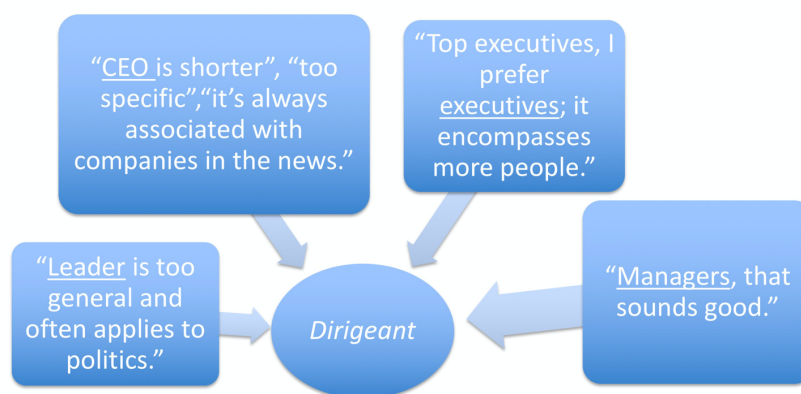 “CEO is shorter”, “too
specific”,“it’s always
associated with
companies in the news.”
“Top executives, I
prefer
executives; it
encompasses
more people.”
“Leader is too
general and
often applies to
politics.”
Dirigeant
“Managers, that
sounds good.”